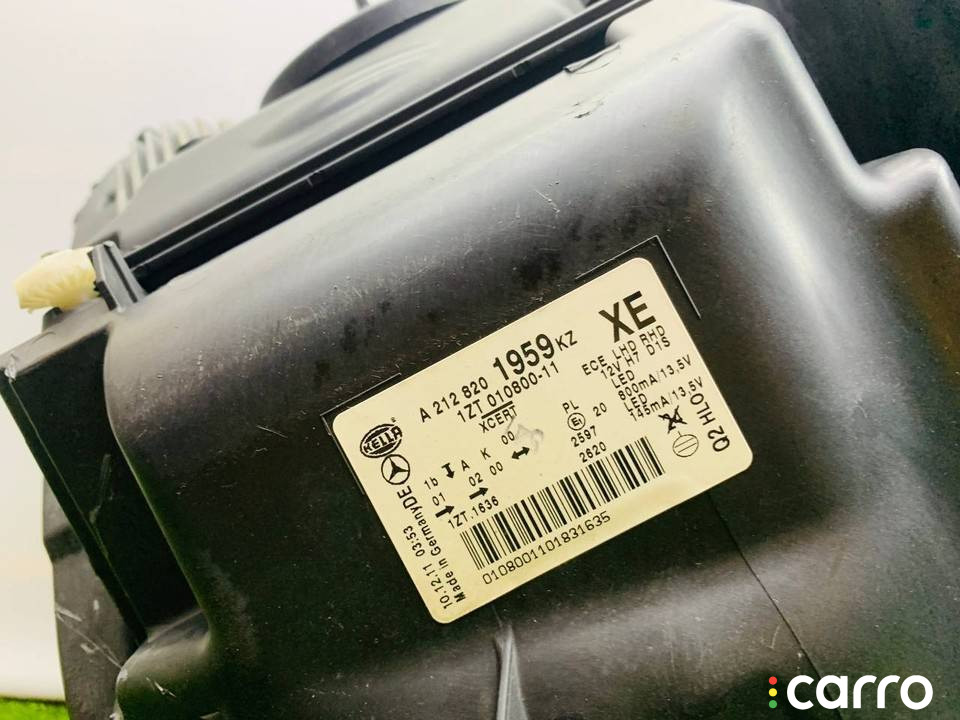 XE
A 212 820 1959 KZ
1ZT 010800-11
XCERT
ECE LHD RHD
12V H7 D1S
LED
800mA/13,5V
LED
145mA/13,5V
HELLA
1b A K 00
01 02 00
PL
E1 20
2597
2620
1ZT.1636
Q2 HL01
0108001101831635
10.12.11 03:53
Made in Germany DE
carro